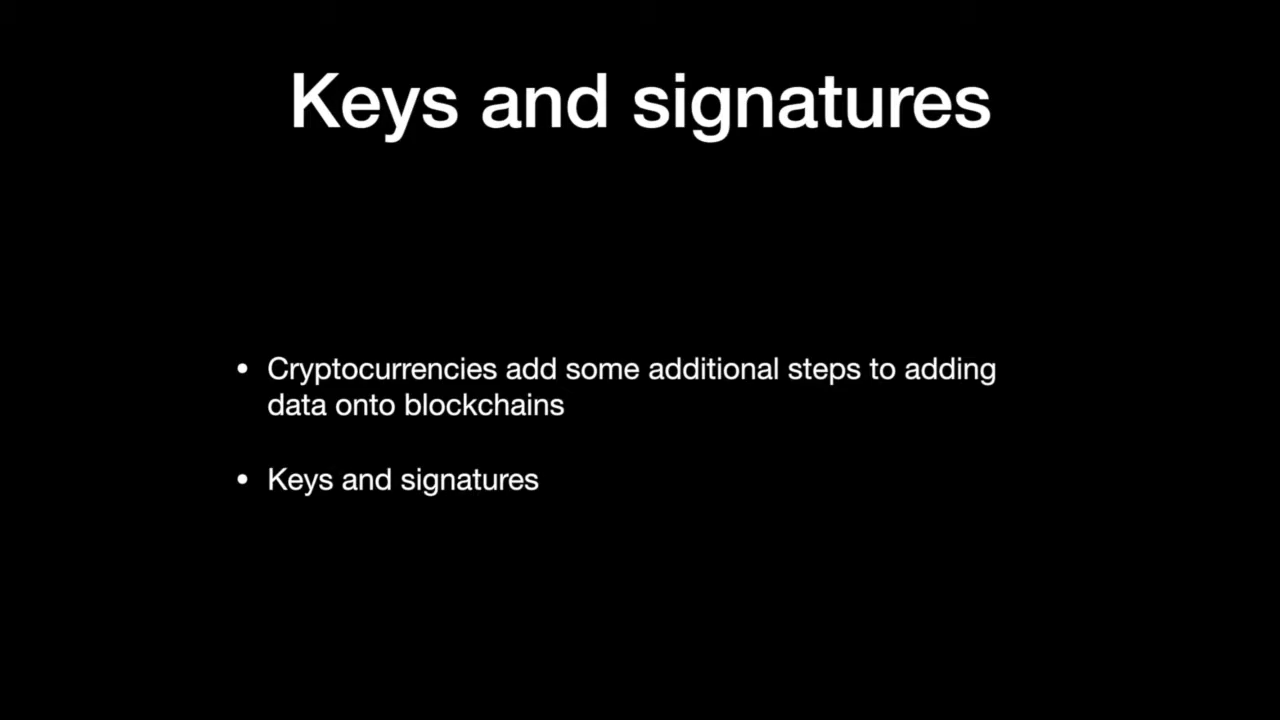 Keys and signatures
• Cryptocurrencies add some additional steps to adding
data onto blockchains
• Keys and signatures